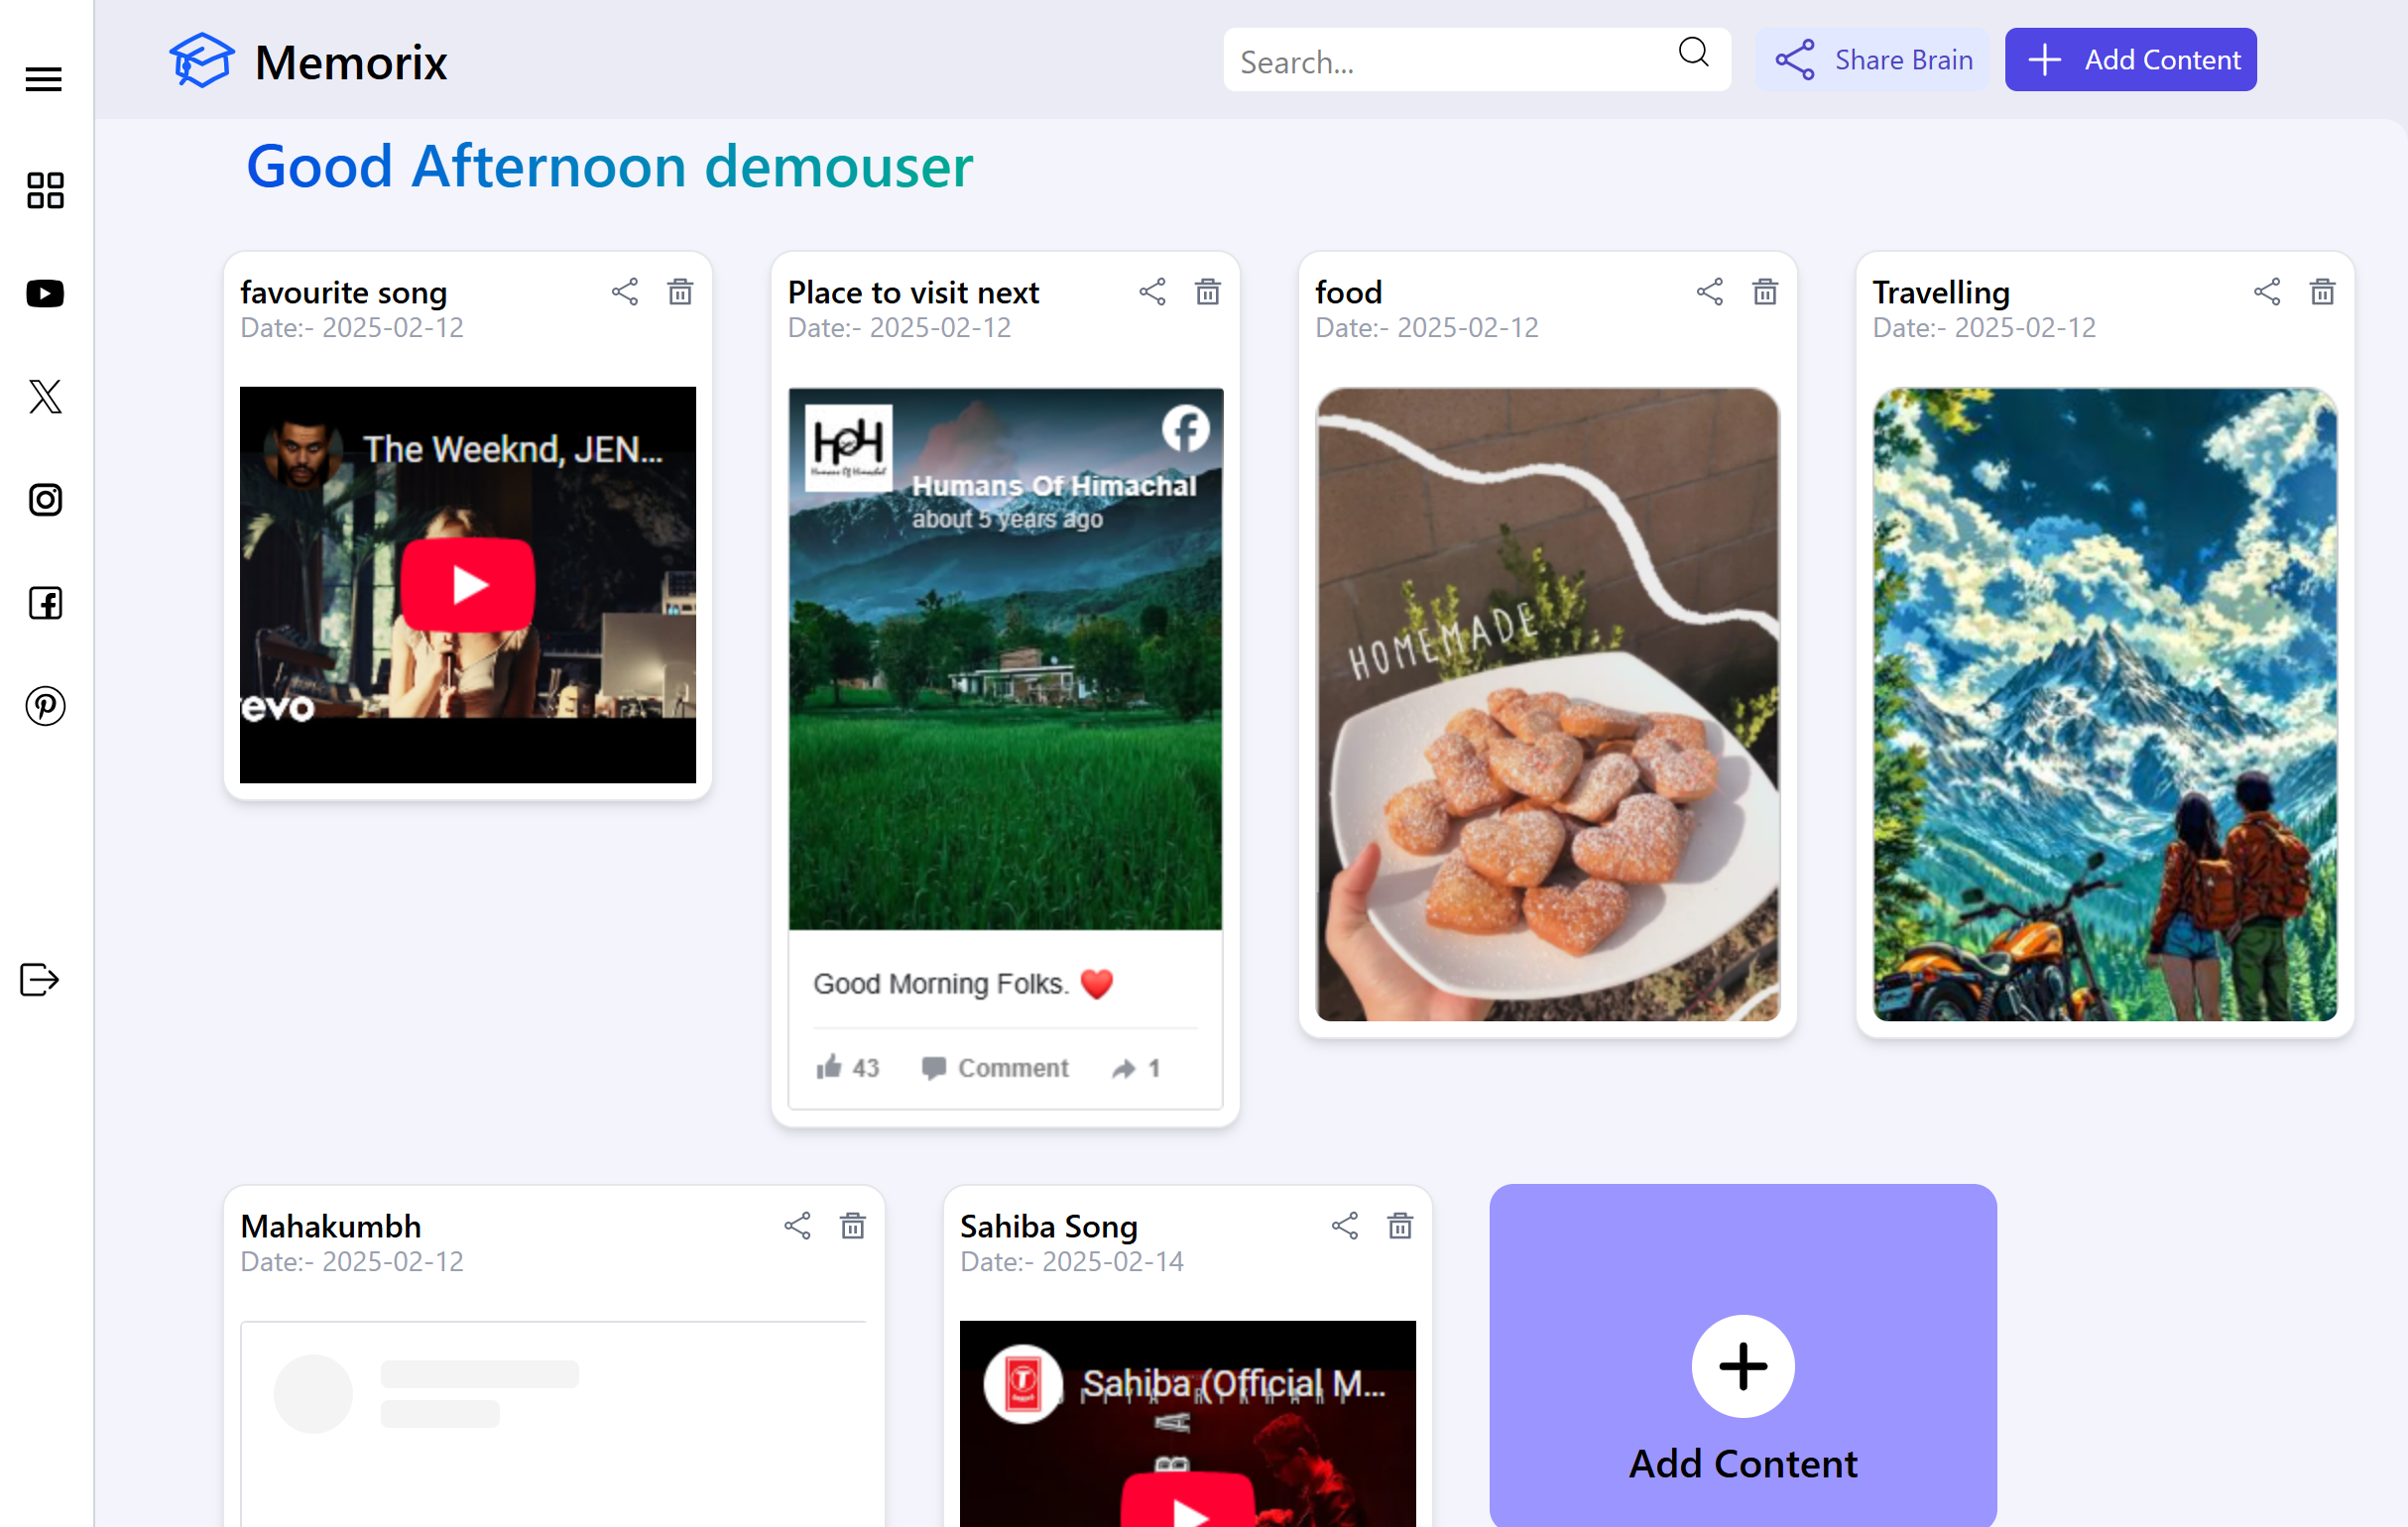 Memorix
Search...
Share Brain
Add Content
Good Afternoon demouser
favourite song
Date:- 2025-02-12
The Weeknd, JEN...
evo
Place to visit next
Date:- 2025-02-12
HOH
Humans Of Himachal
Humans Of Himachal
about 5 years ago
Good Morning Folks. ❤️
43
Comment
1
food
Date:- 2025-02-12
HOMEMADE
Travelling
Date:- 2025-02-12
Mahakumbh
Date:- 2025-02-12
Sahiba Song
Date:- 2025-02-14
Sahiba (Official M...
Add Content